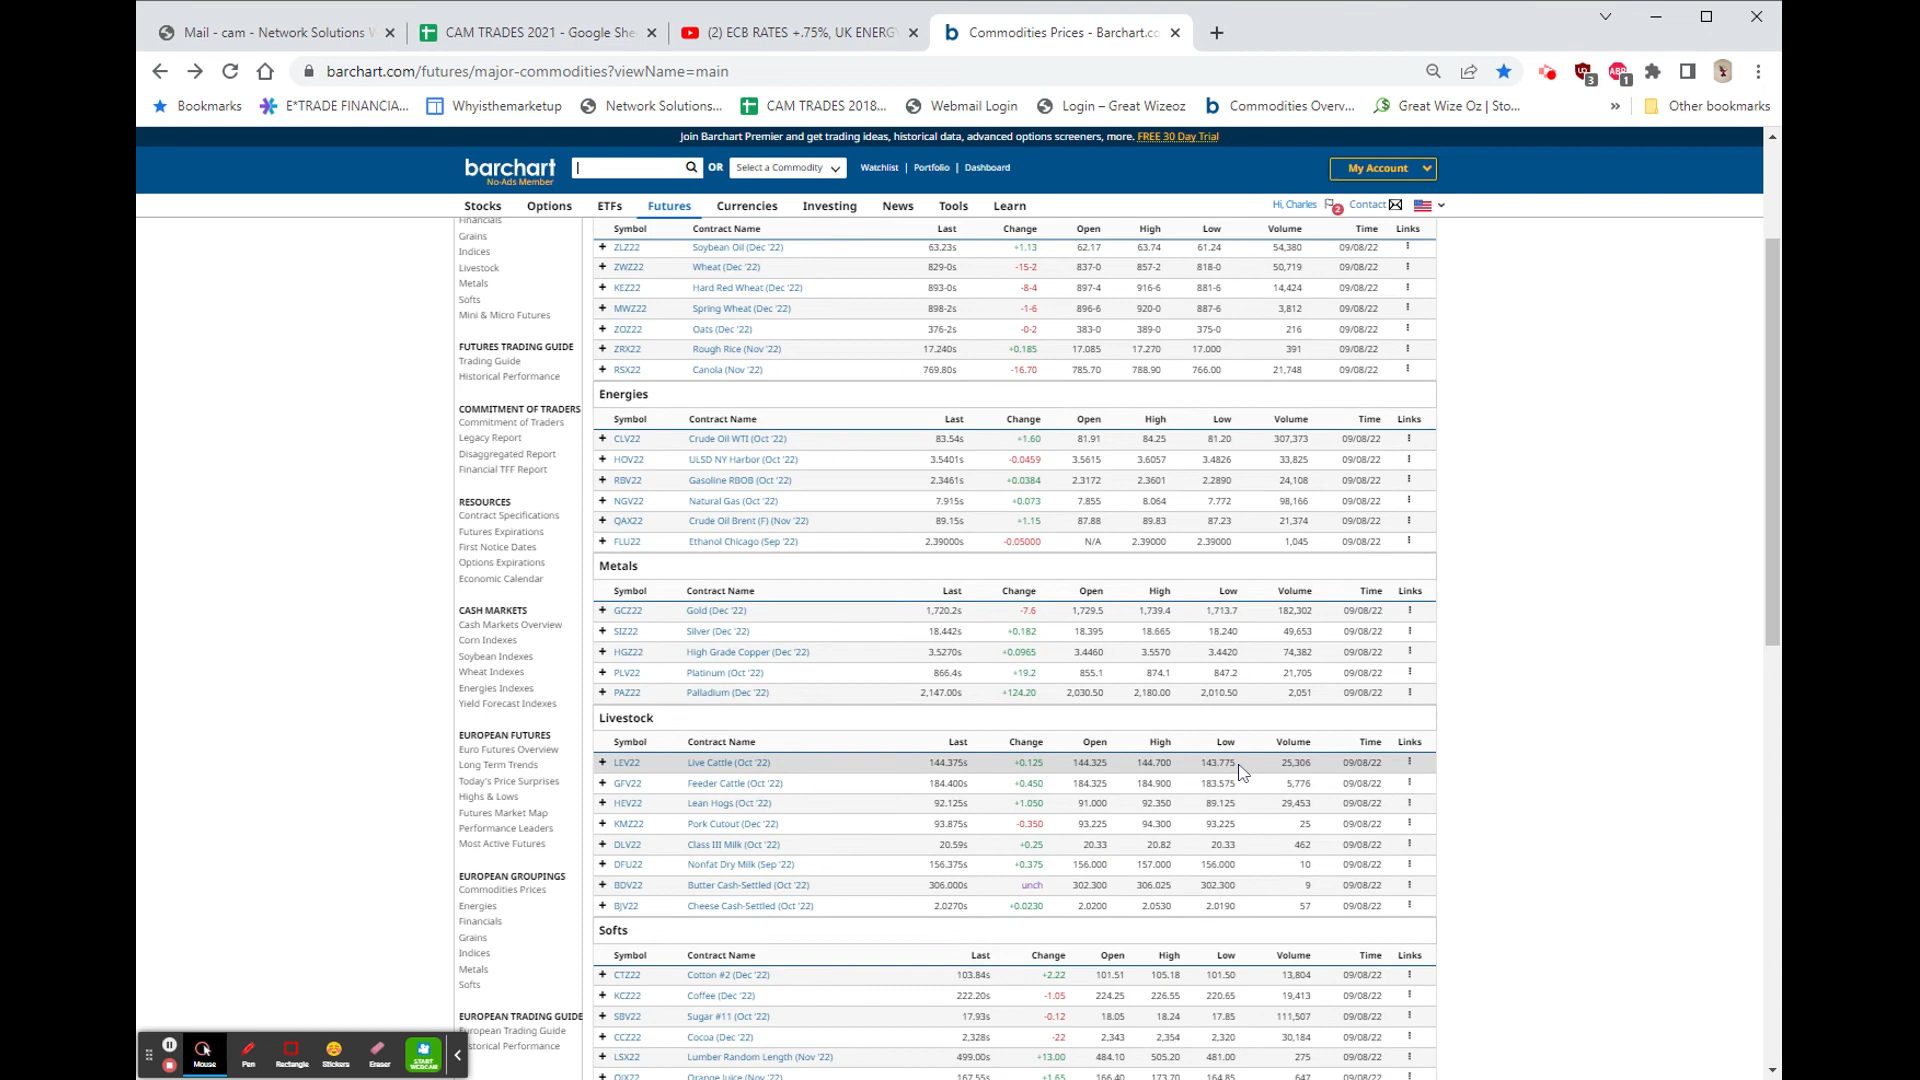 Mail - cam - Network Solutions W
CAM TRADES 2021 - Google She
(2) ECB RATES +.75%, UK ENERGY
Commodities Prices - Barchart.co
barchart.com/futures/major-commodities?viewName=main
3
ABP 1
Bookmarks E*TRADE FINANCIA... Whyisthemarketup Network Solutions... CAM TRADES 2018... Webmail Login Login – Great Wizeoz Commodities Overv... Great Wize Oz | Sto... » Other bookmarks
Join Barchart Premier and get trading ideas, historical data, advanced options screeners, more. FREE 30 Day Trial
barchart
No-Ads Member
OR Select a Commodity Watchlist | Portfolio | Dashboard My Account
Stocks Options ETFs Futures Currencies Investing News Tools Learn Hi, Charles 2 Contact
Financials
Grains
Indices
Livestock
Metals
Softs
Mini & Micro Futures
FUTURES TRADING GUIDE
Trading Guide
Historical Performance
COMMITMENT OF TRADERS
Commitment of Traders
Legacy Report
Disaggregated Report
Financial TFF Report
RESOURCES
Contract Specifications
Futures Expirations
First Notice Dates
Options Expirations
Economic Calendar
CASH MARKETS
Cash Markets Overview
Corn Indexes
Soybean Indexes
Wheat Indexes
Energies Indexes
Yield Forecast Indexes
EUROPEAN FUTURES
Euro Futures Overview
Long Term Trends
Today's Price Surprises
Highs & Lows
Futures Market Map
Performance Leaders
Most Active Futures
EUROPEAN GROUPINGS
Commodities Prices
Energies
Financials
Grains
Indices
Metals
Softs
EUROPEAN TRADING GUIDE
European Trading Guide
Historical Performance
Symbol Contract Name Last Change Open High Low Volume Time Links
+ ZLZ22 Soybean Oil (Dec '22) 63.23s +1.13 62.17 63.74 61.24 54,380 09/08/22
+ ZWZ22 Wheat (Dec '22) 829-0s -15-2 837-0 857-2 818-0 50,719 09/08/22
+ KEZ22 Hard Red Wheat (Dec '22) 893-0s -8-4 897-4 916-6 881-6 14,424 09/08/22
+ MWZ22 Spring Wheat (Dec '22) 898-2s -1-6 896-6 920-0 887-6 3,812 09/08/22
+ ZOZ22 Oats (Dec '22) 376-2s -0-2 383-0 389-0 375-0 216 09/08/22
+ ZRX22 Rough Rice (Nov '22) 17.240s +0.185 17.085 17.270 17.000 391 09/08/22
+ RSX22 Canola (Nov '22) 769.80s -16.70 785.70 788.90 766.00 21,748 09/08/22
Energies
Symbol Contract Name Last Change Open High Low Volume Time Links
+ CLV22 Crude Oil WTI (Oct '22) 83.54s +1.60 81.91 84.25 81.20 307,373 09/08/22
+ HOV22 ULSD NY Harbor (Oct '22) 3.5401s -0.0459 3.5615 3.6057 3.4826 33,825 09/08/22
+ RBV22 Gasoline RBOB (Oct '22) 2.3461s +0.0384 2.3172 2.3601 2.2890 24,108 09/08/22
+ NGV22 Natural Gas (Oct '22) 7.915s +0.073 7.855 8.064 7.772 98,166 09/08/22
+ QAX22 Crude Oil Brent (F) (Nov '22) 89.15s +1.15 87.88 89.83 87.23 21,374 09/08/22
+ FLU22 Ethanol Chicago (Sep '22) 2.39000s -0.05000 N/A 2.39000 2.39000 1,045 09/08/22
Metals
Symbol Contract Name Last Change Open High Low Volume Time Links
+ GCZ22 Gold (Dec '22) 1,720.2s -7.6 1,729.5 1,739.4 1,713.7 182,302 09/08/22
+ SIZ22 Silver (Dec '22) 18.442s +0.182 18.395 18.665 18.240 49,653 09/08/22
+ HGZ22 High Grade Copper (Dec '22) 3.5270s +0.0965 3.4460 3.5570 3.4420 74,382 09/08/22
+ PLV22 Platinum (Oct '22) 866.4s +19.2 855.1 874.1 847.2 21,705 09/08/22
+ PAZ22 Palladium (Dec '22) 2,147.00s +124.20 2,030.50 2,180.00 2,010.50 2,051 09/08/22
Livestock
Symbol Contract Name Last Change Open High Low Volume Time Links
+ LEV22 Live Cattle (Oct '22) 144.375s +0.125 144.325 144.700 143.775 25,306 09/08/22
+ GFV22 Feeder Cattle (Oct '22) 184.400s +0.450 184.325 184.900 183.575 5,776 09/08/22
+ HEV22 Lean Hogs (Oct '22) 92.125s +1.050 91.000 92.350 89.125 29,453 09/08/22
+ KMZ22 Pork Cutout (Dec '22) 93.875s -0.350 93.225 94.300 93.225 25 09/08/22
+ DLV22 Class III Milk (Oct '22) 20.59s +0.25 20.33 20.82 20.33 462 09/08/22
+ DFU22 Nonfat Dry Milk (Sep '22) 156.375s +0.375 156.000 157.000 156.000 10 09/08/22
+ BDV22 Butter Cash-Settled (Oct '22) 306.000s unch 302.300 306.025 302.300 9 09/08/22
+ BJV22 Cheese Cash-Settled (Oct '22) 2.0270s +0.0230 2.0200 2.0530 2.0190 57 09/08/22
Softs
Symbol Contract Name Last Change Open High Low Volume Time Links
+ CTZ22 Cotton #2 (Dec '22) 103.84s +2.22 101.51 105.18 101.50 13,804 09/08/22
+ KCZ22 Coffee (Dec '22) 222.20s -1.05 224.25 226.55 220.65 19,413 09/08/22
+ SBV22 Sugar #11 (Oct '22) 17.93s -0.12 18.05 18.24 17.85 111,507 09/08/22
+ CCZ22 Cocoa (Dec '22) 2,328s -22 2,343 2,354 2,320 30,184 09/08/22
+ LSX22 Lumber Random Length (Nov '22) 499.00s +13.00 484.10 505.20 481.00 275 09/08/22
+ OJX22 Orange Juice (Nov '22) 167.55s +1.65 166.40 173.70 164.85 647 09/08/22
Mouse Pen Rectangle Stickers Eraser START WEBCAM